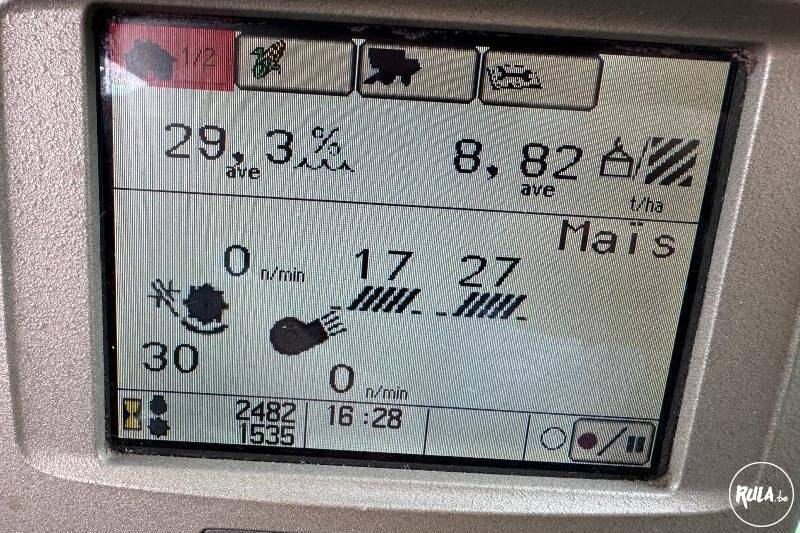 1/2
29,3%
ave
8,82
ave
t/ha
Maïs
0 n/min
17
27
30
0 n/min
2482
1535
16:28
RULA.be